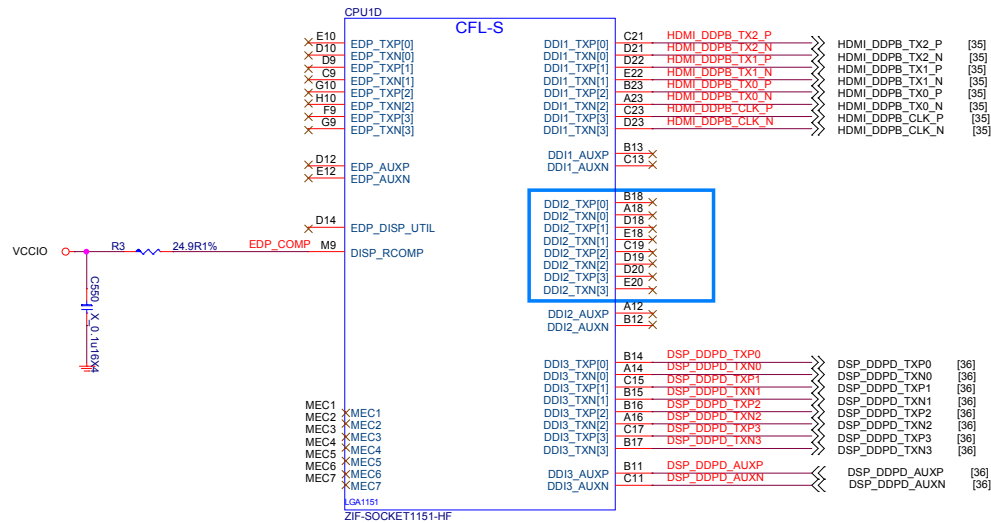 CPU1D
CFL-S
E10 EDP_TXP[0]
D10 EDP_TXN[0]
D9 EDP_TXP[1]
C9 EDP_TXN[1]
G10 EDP_TXP[2]
H10 EDP_TXN[2]
F9 EDP_TXP[3]
G9 EDP_TXN[3]
D12 EDP_AUXP
E12 EDP_AUXN
D14 EDP_DISP_UTIL
VCCIO R3 24.9R1% EDP_COMP M9 DISP_RCOMP
C550 X_0.1u16X4
MEC1 MEC1
MEC2 MEC2
MEC3 MEC3
MEC4 MEC4
MEC5 MEC5
MEC6 MEC6
MEC7 MEC7
LGA1151
ZIF-SOCKET1151-HF
DDI1_TXP[0] C21 HDMI_DDPB_TX2_P HDMI_DDPB_TX2_P [35]
DDI1_TXN[0] D21 HDMI_DDPB_TX2_N HDMI_DDPB_TX2_N [35]
DDI1_TXP[1] D22 HDMI_DDPB_TX1_P HDMI_DDPB_TX1_P [35]
DDI1_TXN[1] E22 HDMI_DDPB_TX1_N HDMI_DDPB_TX1_N [35]
DDI1_TXP[2] B23 HDMI_DDPB_TX0_P HDMI_DDPB_TX0_P [35]
DDI1_TXN[2] A23 HDMI_DDPB_TX0_N HDMI_DDPB_TX0_N [35]
DDI1_TXP[3] C23 HDMI_DDPB_CLK_P HDMI_DDPB_CLK_P [35]
DDI1_TXN[3] D23 HDMI_DDPB_CLK_N HDMI_DDPB_CLK_N [35]
DDI1_AUXP B13
DDI1_AUXN C13
DDI2_TXP[0] B18
DDI2_TXN[0] A18
DDI2_TXP[1] D18
DDI2_TXN[1] E18
DDI2_TXP[2] C19
DDI2_TXN[2] D19
DDI2_TXP[3] D20
DDI2_TXN[3] E20
DDI2_AUXP A12
DDI2_AUXN B12
DDI3_TXP[0] B14 DSP_DDPD_TXP0 DSP_DDPD_TXP0 [36]
DDI3_TXN[0] A14 DSP_DDPD_TXN0 DSP_DDPD_TXN0 [36]
DDI3_TXP[1] C15 DSP_DDPD_TXP1 DSP_DDPD_TXP1 [36]
DDI3_TXN[1] B15 DSP_DDPD_TXN1 DSP_DDPD_TXN1 [36]
DDI3_TXP[2] B16 DSP_DDPD_TXP2 DSP_DDPD_TXP2 [36]
DDI3_TXN[2] A16 DSP_DDPD_TXN2 DSP_DDPD_TXN2 [36]
DDI3_TXP[3] C17 DSP_DDPD_TXP3 DSP_DDPD_TXP3 [36]
DDI3_TXN[3] B17 DSP_DDPD_TXN3 DSP_DDPD_TXN3 [36]
DDI3_AUXP B11 DSP_DDPD_AUXP DSP_DDPD_AUXP [36]
DDI3_AUXN C11 DSP_DDPD_AUXN DSP_DDPD_AUXN [36]